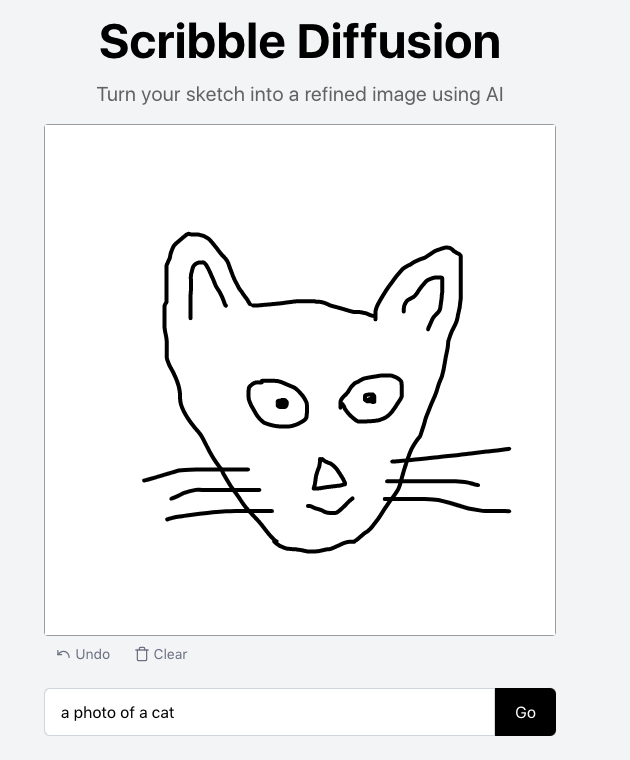 Scribble Diffusion
Turn your sketch into a refined image using AI
Undo Clear
a photo of a cat
Go